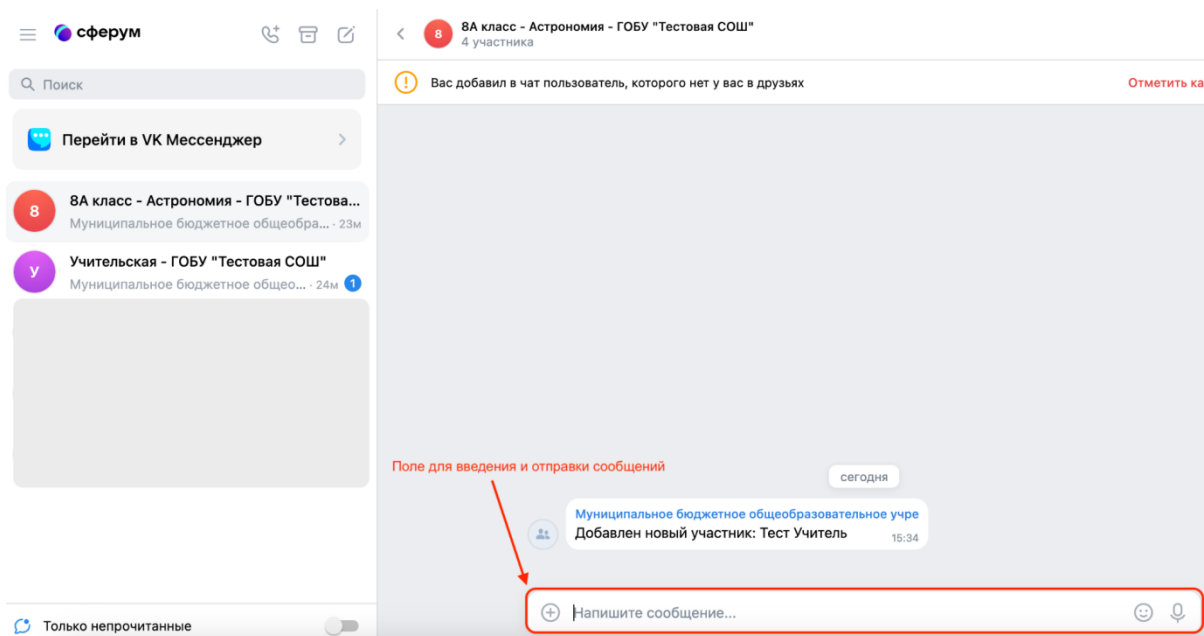 сферум
Поиск
Перейти в VK Мессенджер
8А класс - Астрономия - ГОБУ "Тестова...
Муниципальное бюджетное общеобра... · 23м
Учительская - ГОБУ "Тестовая СОШ"
Муниципальное бюджетное общео... · 24м 1
Только непрочитанные
8А класс - Астрономия - ГОБУ "Тестовая СОШ"
4 участника
Вас добавил в чат пользователь, которого нет у вас в друзьях
Отметить ка
Поле для введения и отправки сообщений
сегодня
Муниципальное бюджетное общеобразовательное учре
Добавлен новый участник: Тест Учитель 15:34
Напишите сообщение...
8
8
У